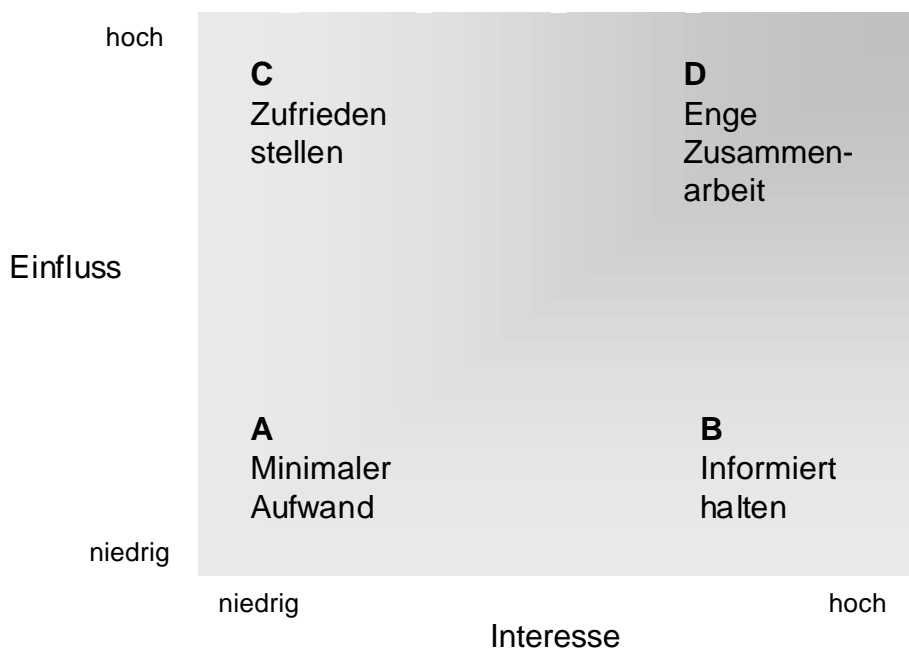 hoch
C
Zufrieden
stellen
D
Enge
Zusammen-
arbeit
Einfluss
A
Minimaler
Aufwand
B
Informiert
halten
niedrig
niedrig
hoch
Interesse